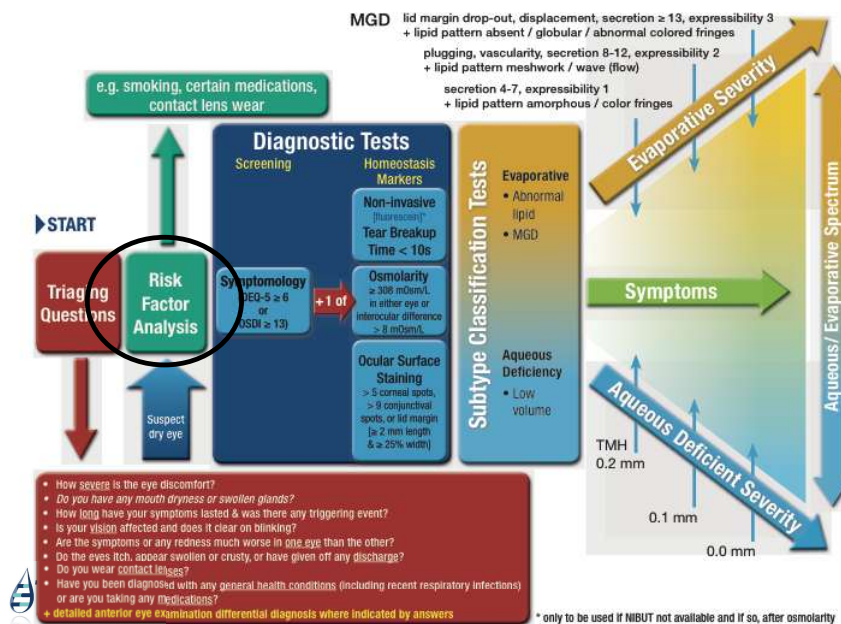 MGD lid margin drop-out, displacement, secretion ≥ 13, expressibility 3
+ lipid pattern absent / globular / abnormal colored fringes
plugging, vascularity, secretion 8-12, expressibility 2
+ lipid pattern meshwork / wave (flow)
secretion 4-7, expressibility 1
+ lipid pattern amorphous / color fringes
e.g. smoking, certain medications,
contact lens wear
START
Triaging
Questions
Risk
Factor
Analysis
Suspect
dry eye
Diagnostic Tests
Screening
Homeostasis
Markers
Symptomology
DEQ-5 ≥ 6
or
OSDI ≥ 13)
+1 of
Non-invasive
[fluorescein]*
Tear Breakup
Time < 10s
Osmolarity
≥ 308 mOsm/L
in either eye or
interocular difference
> 8 mOsm/L
Ocular Surface
Staining
> 5 corneal spots,
> 9 conjunctival
spots, or lid margin
[≥ 2 mm length
& ≥ 25% width]
Subtype Classification Tests
Evaporative
• Abnormal
lipid
• MGD
Aqueous
Deficiency
• Low
volume
Evaporative Severity
Symptoms
Aqueous Deficient Severity
Aqueous/ Evaporative Spectrum
TMH
0.2 mm
0.1 mm
0.0 mm
• How severe is the eye discomfort?
• Do you have any mouth dryness or swollen glands?
• How long have your symptoms lasted & was there any triggering event?
• Is your vision affected and does it clear on blinking?
• Are the symptoms or any redness much worse in one eye than the other?
• Do the eyes itch, appear swollen or crusty, or have given off any discharge?
• Do you wear contact lenses?
• Have you been diagnosed with any general health conditions (including recent respiratory infections)
or are you taking any medications?
+ detailed anterior eye examination differential diagnosis where indicated by answers
* only to be used if NIBUT not available and if so, after osmolarity